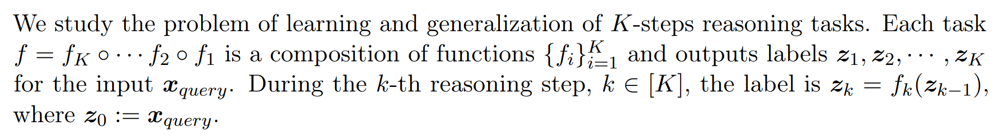 We study the problem of learning and generalization of $K$-steps reasoning tasks. Each task
$f = f_K \circ \cdots f_2 \circ f_1$ is a composition of functions $\{f_i\}_{i=1}^K$ and outputs labels $\boldsymbol{z}_1, \boldsymbol{z}_2, \cdots, \boldsymbol{z}_K$
for the input $\boldsymbol{x}_{query}$. During the $k$-th reasoning step, $k \in [K]$, the label is $\boldsymbol{z}_k = f_k(\boldsymbol{z}_{k-1})$,
where $\boldsymbol{z}_0 := \boldsymbol{x}_{query}$.